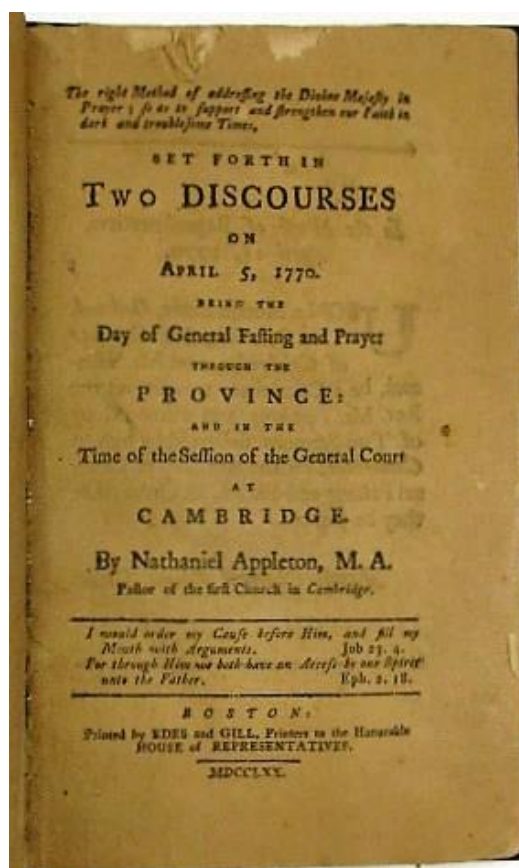 The right Method of addreſſing the Divine Majeſty in
Prayer; ſo as to ſupport and ſtrengthen our Faith in
dark and troubleſome Times,
SET FORTH IN
TWO DISCOURSES
ON
APRIL 5, 1770.
BEING THE
Day of General Faſting and Prayer
THROUGH THE
PROVINCE:
AND IN THE
Time of the Seſſion of the General Court
AT
CAMBRIDGE.
By Nathaniel Appleton, M. A.
Paſtor of the firſt Church in Cambridge.
I would order my Cauſe before Him, and fill my
Mouth with Arguments. Job 23. 4.
For through Him we both have an Acceſs by one Spirit
unto the Father. Eph. 2. 18.
BOSTON:
Printed by EDES and GILL, Printers to the Honorable
HOUSE of REPRESENTATIVES.
MDCCLXX.